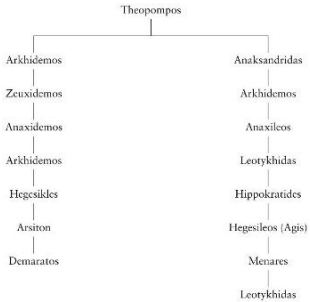 Theopompos
Arkhidemos Anaksandridas
Zeuxidemos Arkhidemos
Anaxidemos Anaxileos
Arkhidemos Leotykhidas
Hegesikles Hippokratides
Arsiton Hegesileos (Agis)
Demaratos Menares
Leotykhidas